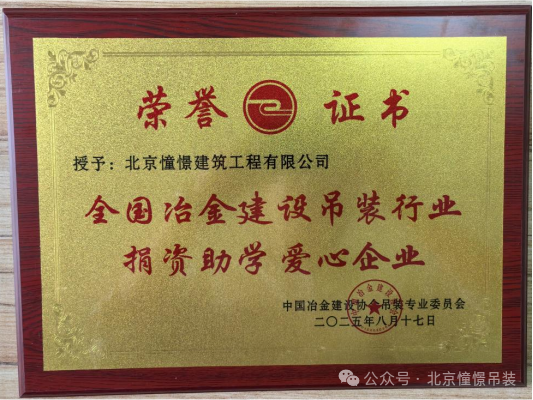 荣誉证书
授予：北京憧憬建筑工程有限公司
全国冶金建设吊装行业
捐资助学 爱心企业
中国冶金建设协会吊装专业委员会
二〇二五年八月十七日
公众号 · 北京憧憬吊装